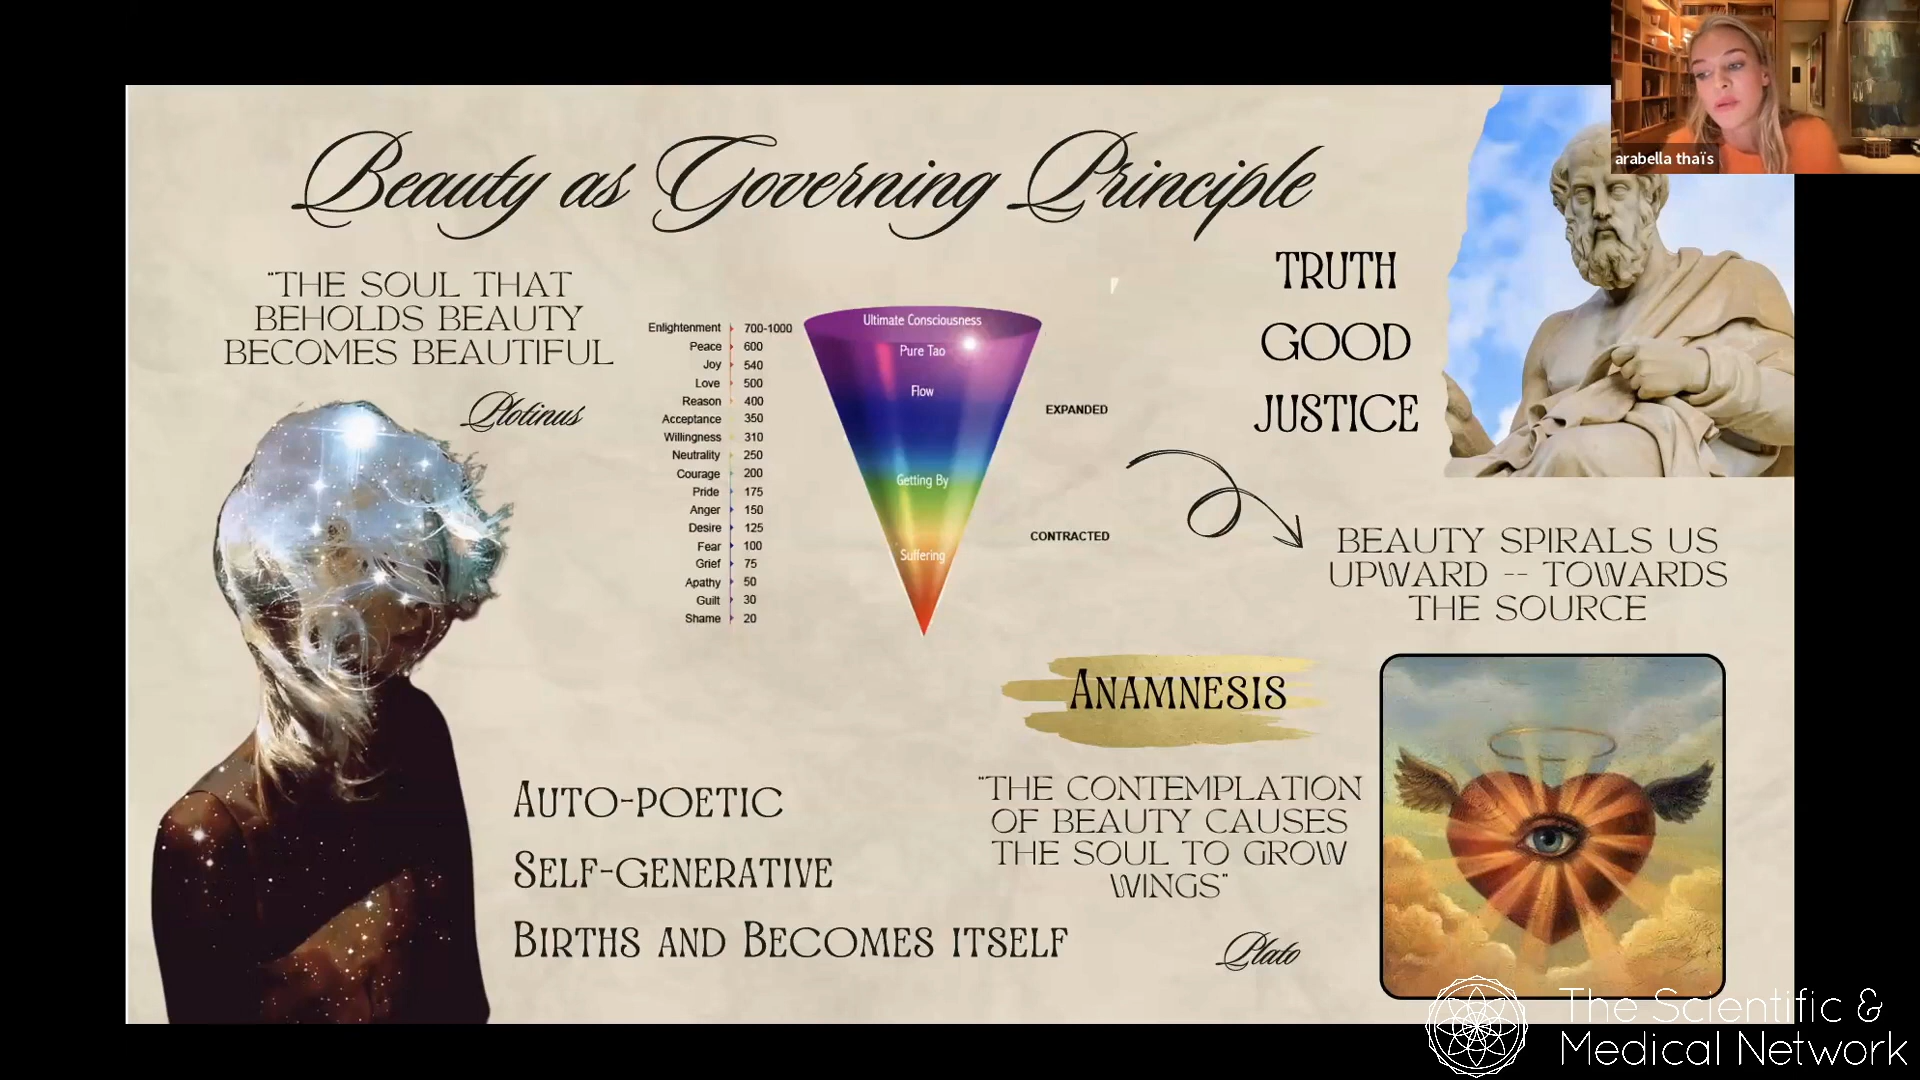 arabella thaïs
Beauty as Governing Principle
"THE SOUL THAT
BEHOLDS BEAUTY
BECOMES BEAUTIFUL
Plotinus
Enlightenment 700-1000
Peace 600
Joy 540
Love 500
Reason 400
Acceptance 350
Willingness 310
Neutrality 250
Courage 200
Pride 175
Anger 150
Desire 125
Fear 100
Grief 75
Apathy 50
Guilt 30
Shame 20
Ultimate Consciousness
Pure Tao
Flow
Getting By
Suffering
EXPANDED
CONTRACTED
TRUTH
GOOD
JUSTICE
BEAUTY SPIRALS US
UPWARD -- TOWARDS
THE SOURCE
ANAMNESIS
"THE CONTEMPLATION
OF BEAUTY CAUSES
THE SOUL TO GROW
WINGS"
Plato
AUTO-POETIC
SELF-GENERATIVE
BIRTHS AND BECOMES ITSELF
The Scientific &
Medical Network